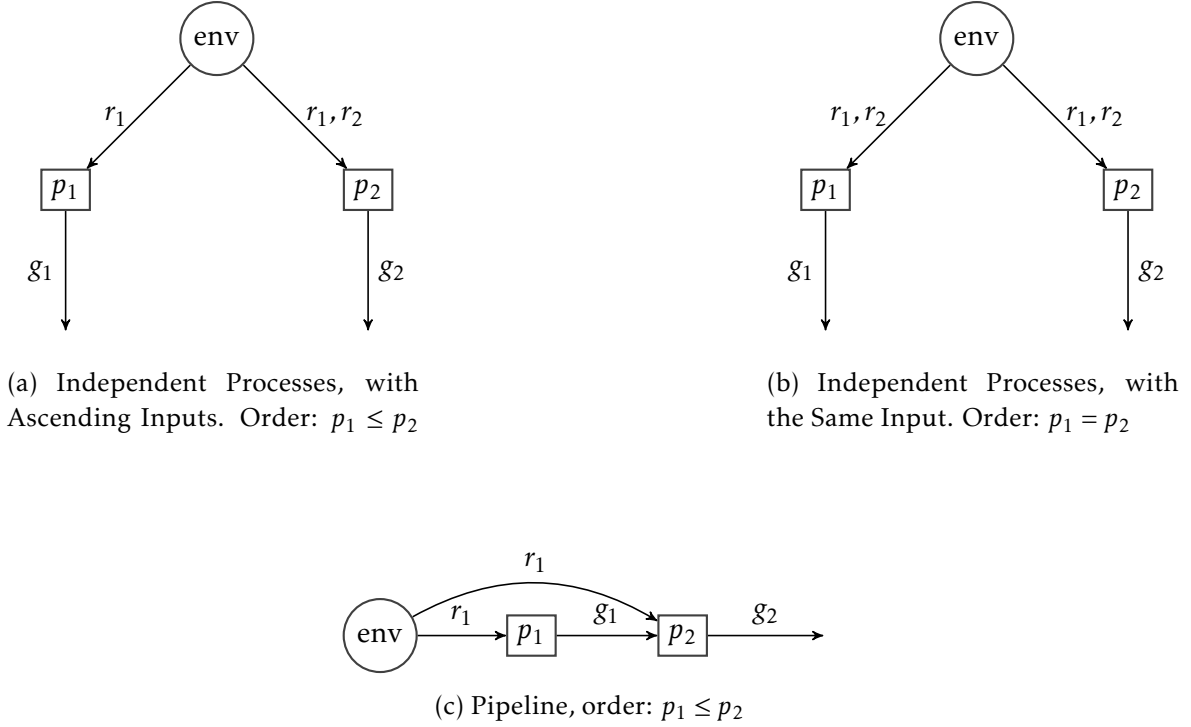 env
env
r₁
r₁, r₂
r₁, r₂
r₁, r₂
p₁
p₂
p₁
p₂
g₁
g₂
g₁
g₂
(a) Independent Processes, with
Ascending Inputs. Order: p₁ ≤ p₂
(b) Independent Processes, with
the Same Input. Order: p₁ = p₂
r₁
env
r₁
p₁
g₁
p₂
g₂
(c) Pipeline, order: p₁ ≤ p₂